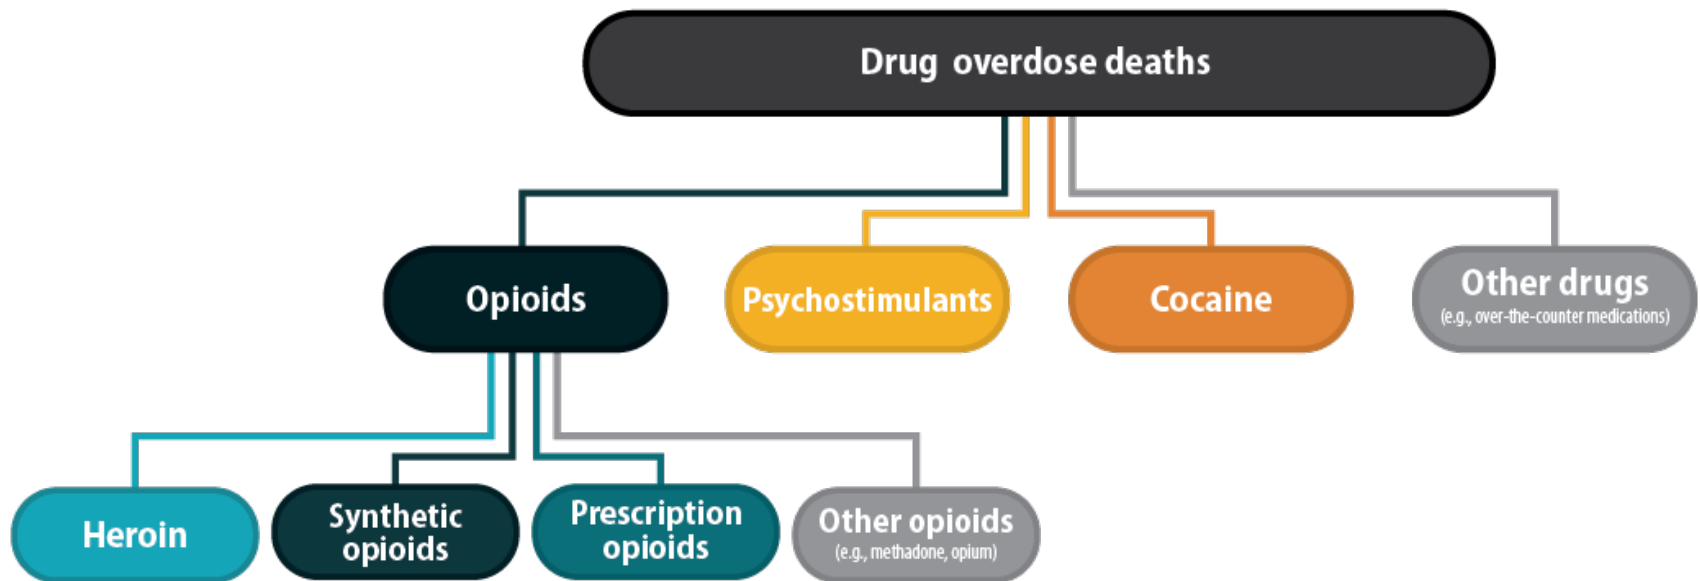 Drug overdose deaths
Opioids
Psychostimulants
Cocaine
Other drugs
(e.g., over-the-counter medications)
Heroin
Synthetic
opioids
Prescription
opioids
Other opioids
(e.g., methadone, opium)